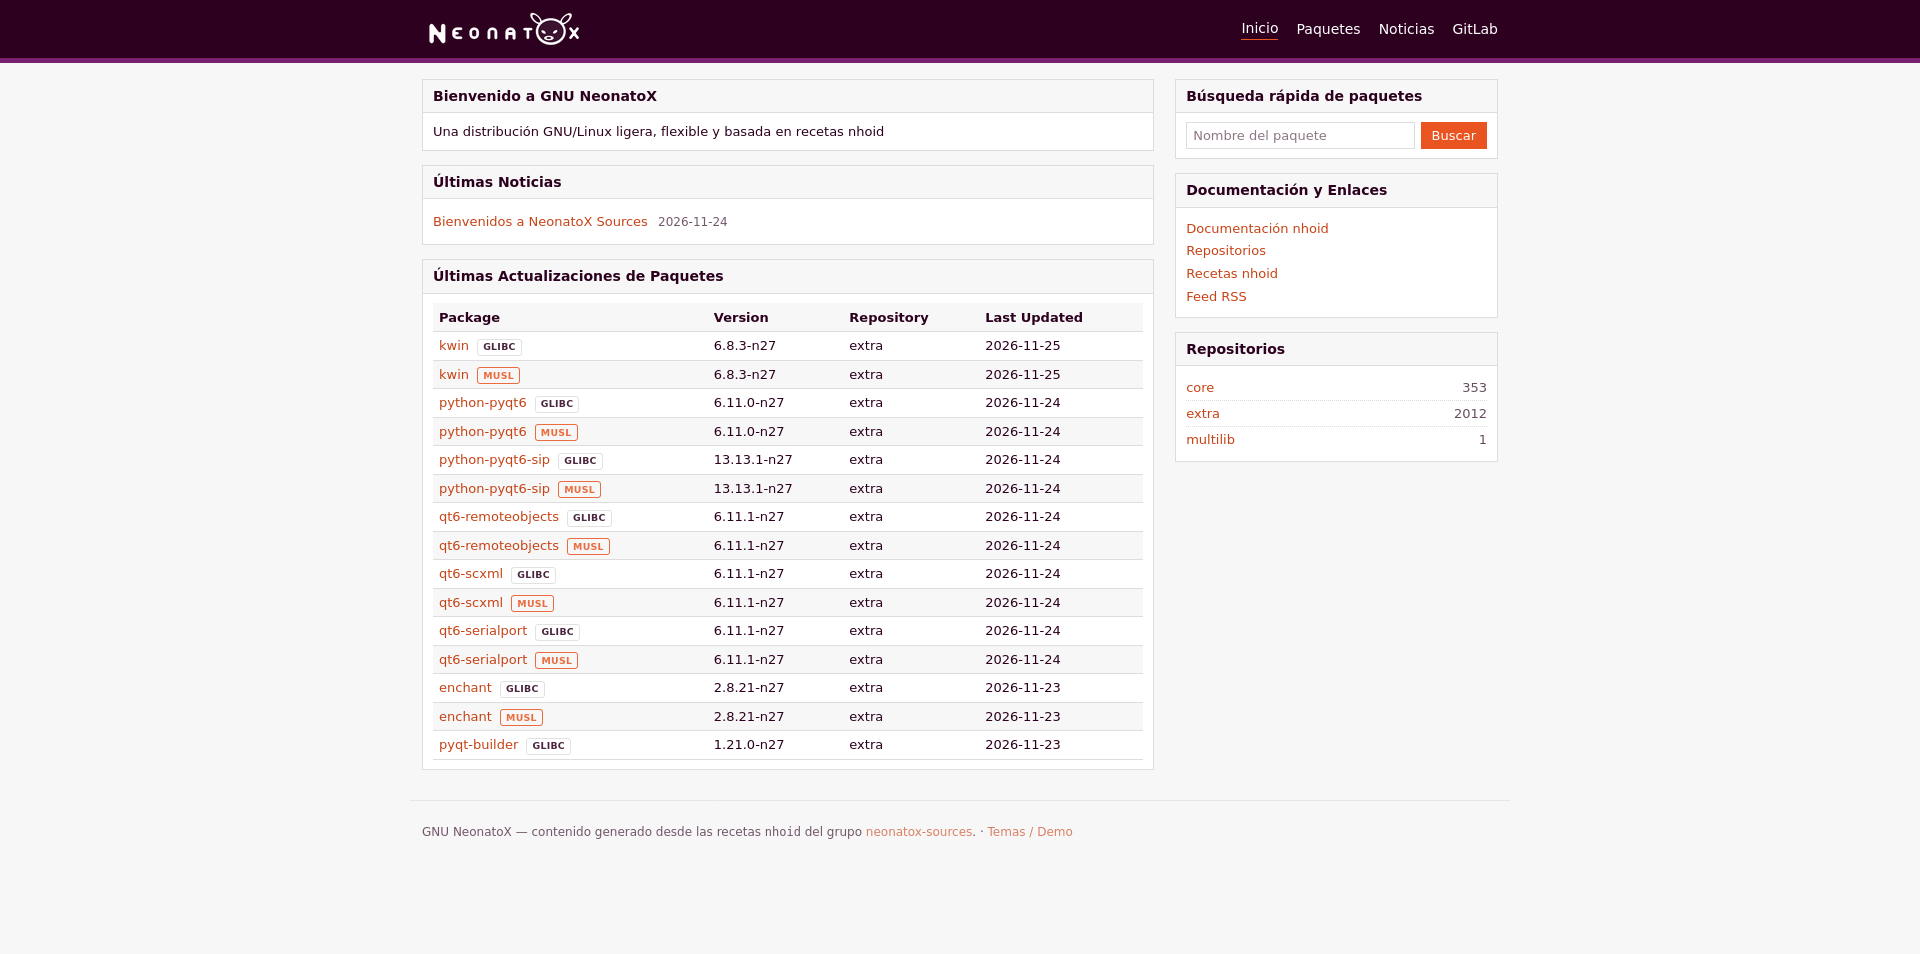 NEONATOX
Inicio Paquetes Noticias GitLab
Bienvenido a GNU NeonatoX
Una distribución GNU/Linux ligera, flexible y basada en recetas nhoid
Últimas Noticias
Bienvenidos a NeonatoX Sources 2026-11-24
Últimas Actualizaciones de Paquetes
Package Version Repository Last Updated
kwin GLIBC 6.8.3-n27 extra 2026-11-25
kwin MUSL 6.8.3-n27 extra 2026-11-25
python-pyqt6 GLIBC 6.11.0-n27 extra 2026-11-24
python-pyqt6 MUSL 6.11.0-n27 extra 2026-11-24
python-pyqt6-sip GLIBC 13.13.1-n27 extra 2026-11-24
python-pyqt6-sip MUSL 13.13.1-n27 extra 2026-11-24
qt6-remoteobjects GLIBC 6.11.1-n27 extra 2026-11-24
qt6-remoteobjects MUSL 6.11.1-n27 extra 2026-11-24
qt6-scxml GLIBC 6.11.1-n27 extra 2026-11-24
qt6-scxml MUSL 6.11.1-n27 extra 2026-11-24
qt6-serialport GLIBC 6.11.1-n27 extra 2026-11-24
qt6-serialport MUSL 6.11.1-n27 extra 2026-11-24
enchant GLIBC 2.8.21-n27 extra 2026-11-23
enchant MUSL 2.8.21-n27 extra 2026-11-23
pyqt-builder GLIBC 1.21.0-n27 extra 2026-11-23
Búsqueda rápida de paquetes
Nombre del paquete Buscar
Documentación y Enlaces
Documentación nhoid
Repositorios
Recetas nhoid
Feed RSS
Repositorios
core 353
extra 2012
multilib 1
GNU NeonatoX — contenido generado desde las recetas nhoid del grupo neonatox-sources. · Temas / Demo